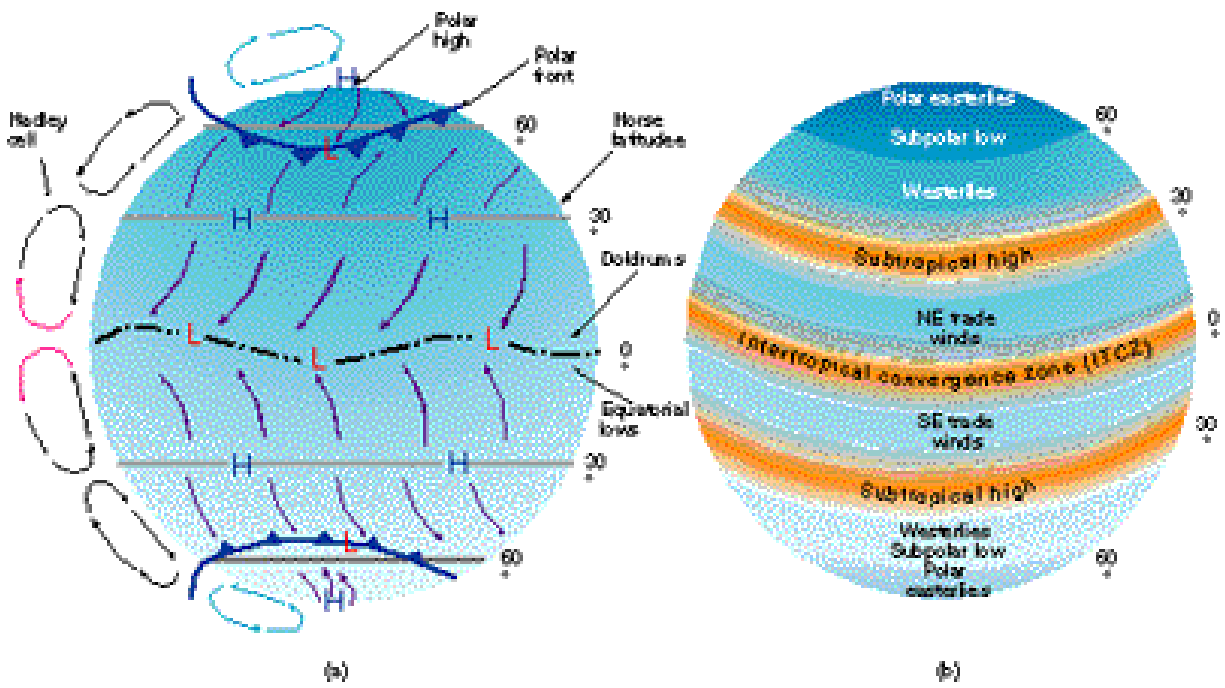 Polar
high
Polar
front
Hadley
cell
H
60
Horse
latitudes
L
H
H
30
Doldrums
L
L
L
0
Equatorial
lows
H
H
30
L
60
H
(a)
Polar easterlies
60
Subpolar low
Westerlies
30
Subtropical high
NE trade
winds
0
Intertropical convergence zone (ITCZ)
SE trade
winds
30
Subtropical high
Westerlies
Subpolar low
60
Polar
easterlies
(b)